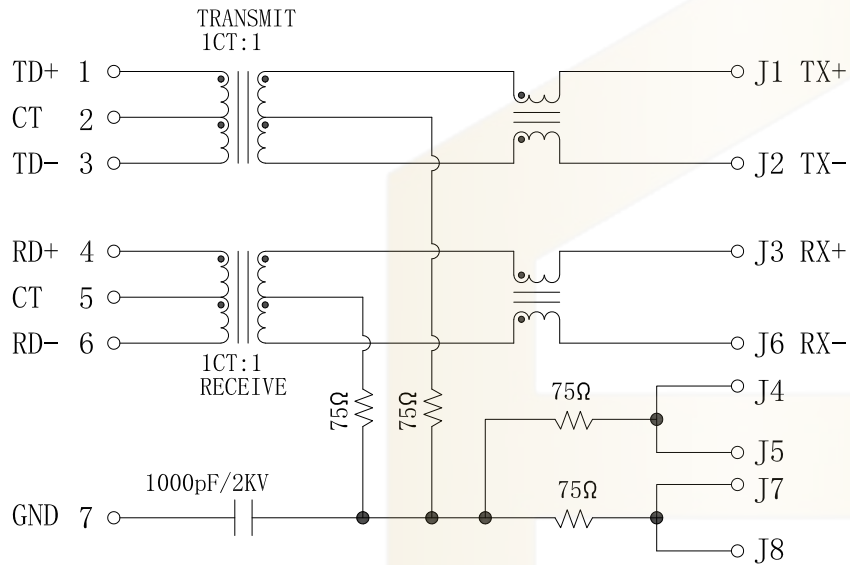 TRANSMIT
1CT:1
TD+ 1
J1 TX+
CT 2
TD- 3
J2 TX-
RD+ 4
J3 RX+
CT 5
RD- 6
J6 RX-
1CT:1
RECEIVE
75Ω
75Ω
75Ω
J4
J5
1000pF/2KV
75Ω
J7
GND 7
J8